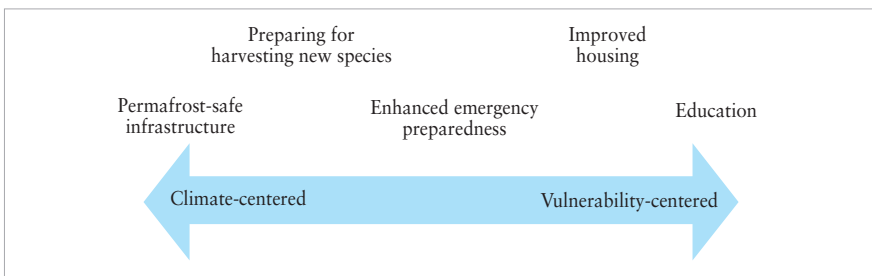 Preparing for
harvesting new species
Improved
housing
Permafrost-safe
infrastructure
Enhanced emergency
preparedness
Education
Climate-centered
Vulnerability-centered